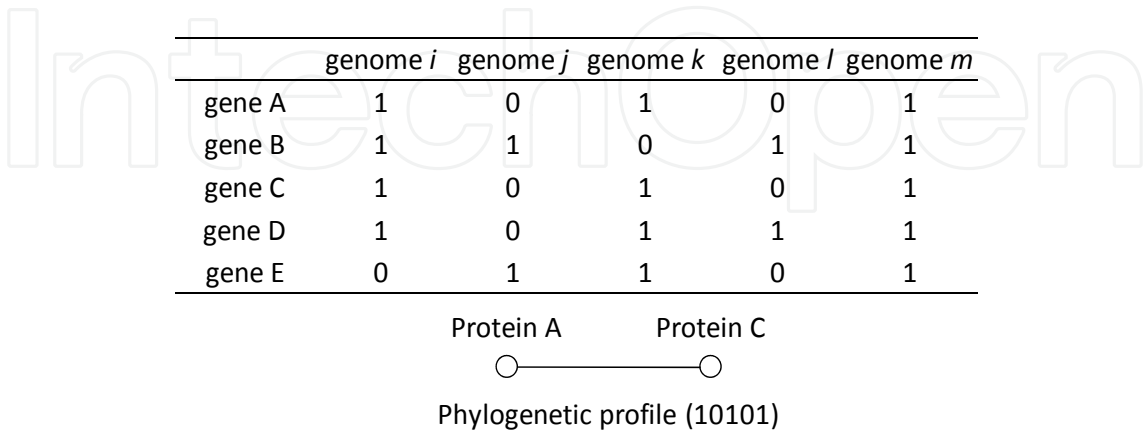 IntechOpen
genome i genome j genome k genome l genome m
gene A 1 0 1 0 1
gene B 1 1 0 1 1
gene C 1 0 1 0 1
gene D 1 0 1 1 1
gene E 0 1 1 0 1
Protein A Protein C
Phylogenetic profile (10101)